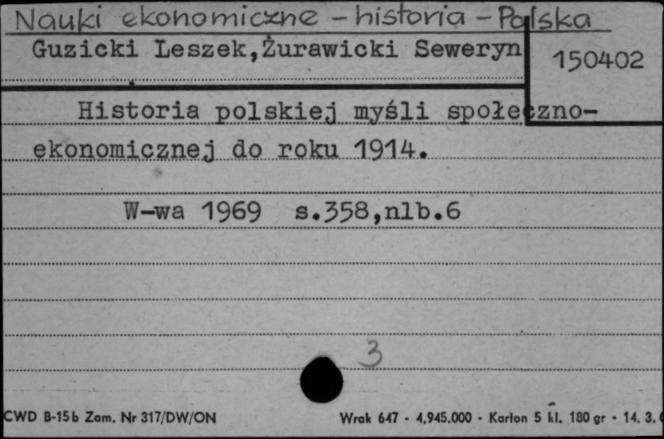 Nauki ekonomiczne - historia - Polska
Guzicki Leszek, Żurawicki Seweryn
150402
Historia polskiej myśli społeczno-
ekonomicznej do roku 1914.
W-wa 1969 s.358,nlb.6
3
CWD B-15b Zam. Nr 317/DW/ON Wrak 647 - 4.945.000 - Karton 5 kl. 180 gr - 14. 3.